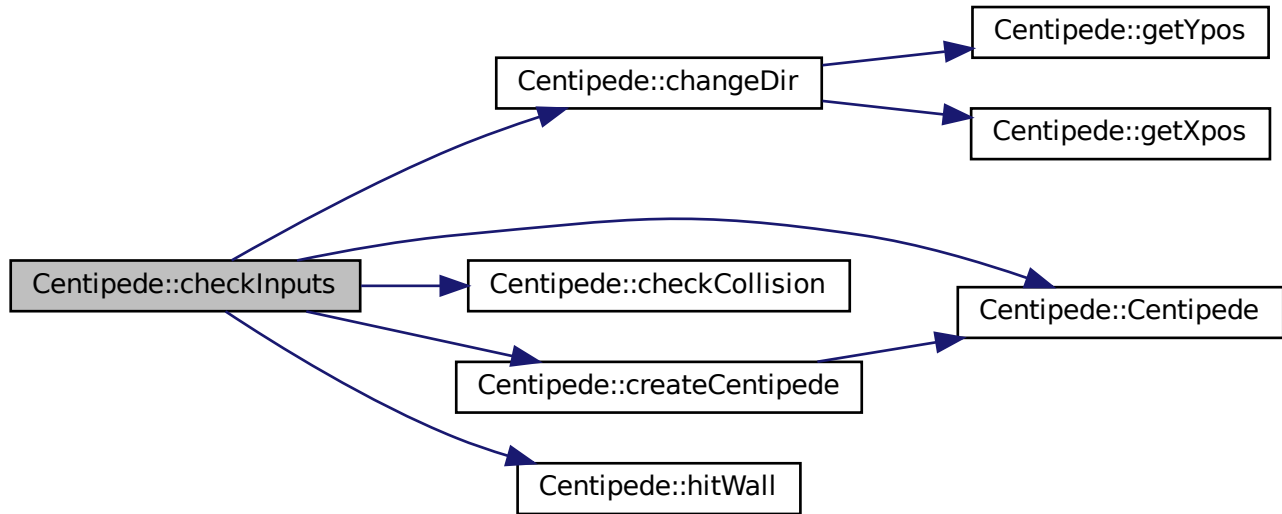 Centipede::getYpos
Centipede::changeDir
Centipede::getXpos
Centipede::checkInputs
Centipede::checkCollision
Centipede::Centipede
Centipede::createCentipede
Centipede::hitWall